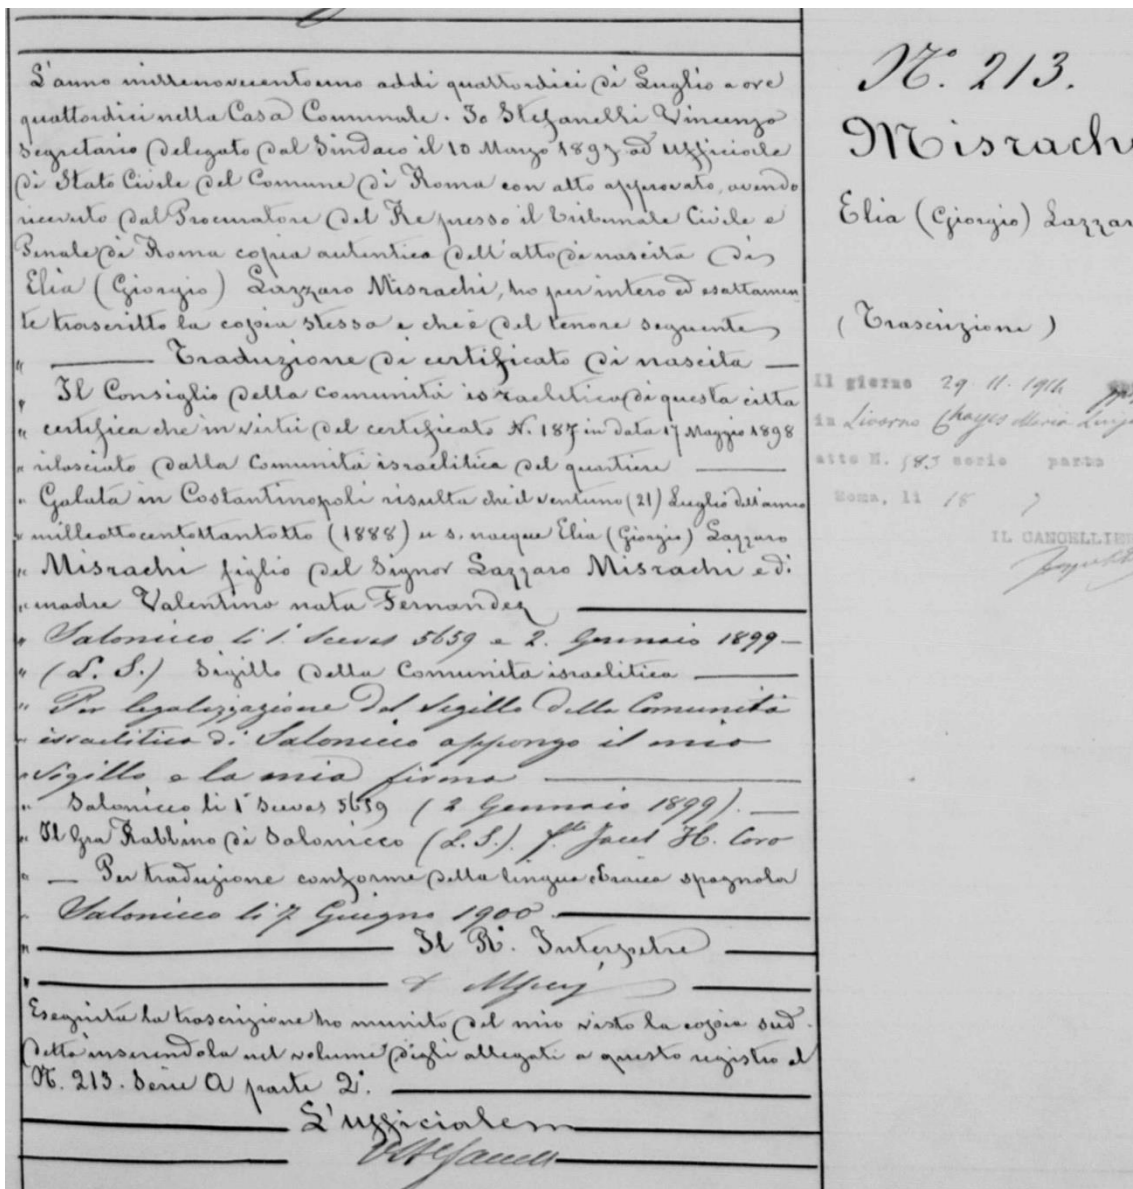 L'anno millenovecentouno addi quattordici di Luglio a ore
quattordici nella Casa Comunale. Io Stefanelli Vincenzo
Segretario delegato dal Sindaco il 10 Marzo 1897 ad Ufficiale
di Stato Civile del Comune di Roma con atto approvato, avendo
ricevuto dal Procuratore del Re presso il Tribunale Civile e
Penale di Roma copia autentica dell'atto di nascita di
Elia (Giorgio) Lazzaro Misrachi, ho per intero ed esattamen-
te trascritto la copia stessa e che è del tenore seguente
" Traduzione di certificato di nascita
" Il Consiglio della comunità israelitica di questa città
" certifica che in virtù del certificato N. 187 in data 17 Maggio 1898
" rilasciato dalla Comunità israelitica del quartiere
" Galata in Costantinopoli risulta che il ventuno (21) Luglio dell'anno
" milleottocentottantotto (1888) u. s. nacque Elia (Giorgio) Lazzaro
" Misrachi figlio del Signor Lazzaro Misrachi e di
" madre Valentino nata Fernandez
" Salonicco li 1° Scevat 5659 e 2. Gennaio 1899 —
" (L. S.) Sigillo della Comunità israelitica
" Per legalizzazione del Sigillo della Comunità
" israelitica di Salonicco appongo il mio
" Sigillo e la mia firma
" Salonicco li 1° Scevas 5659 (2 Gennaio 1899). —
" Il Gra Rabbino di Salonicco (L. S.). f.to Jacob H. Covo
" — Per traduzione conforme della lingua ebraica spagnola
" Salonicco li 7 Giugno 1900.
" Il R. Interpetre
"
Eseguita la trascrizione ho munito del mio visto la copia sud-
detta inserendola nel volume degli allegati a questo registro al
N. 213. Serie A parte 2ª.
L'Ufficiale
VStefanelli
N.° 213.
Misrach
Elia (Giorgio) Lazzar
(Trascrizione)
Il giorno 29. 11. 1914
in Livorno Chayes Maria Luig
atto N. 583 serie parte
Roma, li 18
IL CANCELLIER